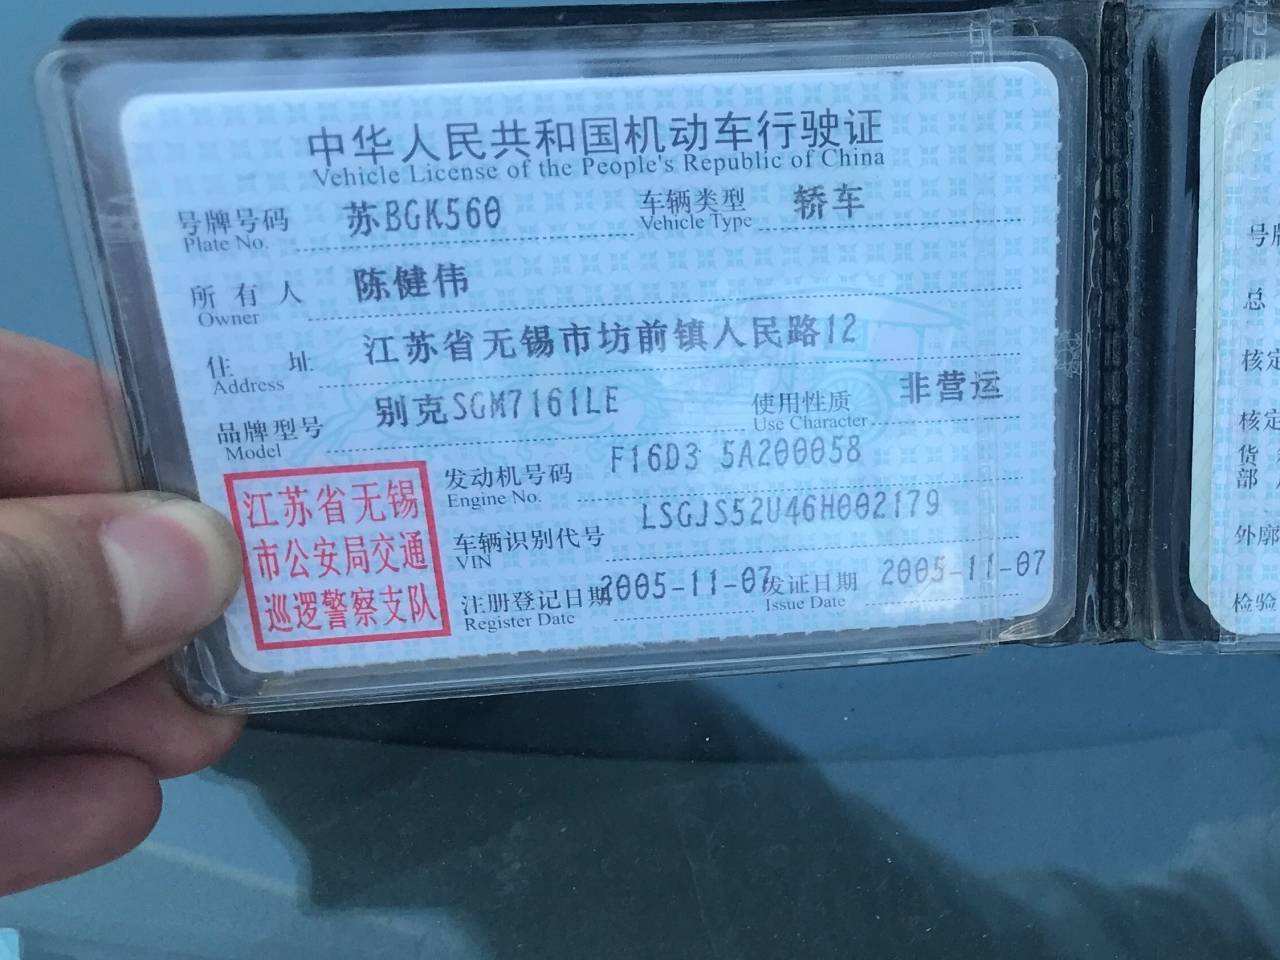 中华人民共和国机动车行驶证
Vehicle License of the People's Republic of China
号牌号码 苏BGK560 车辆类型 轿车
Plate No. Vehicle Type
所有人 陈健伟
Owner
住址 江苏省无锡市坊前镇人民路12
Address
品牌型号 别克SGM7161LE 使用性质 非营运
Model Use Character
发动机号码 F16D3 5A200058
Engine No.
车辆识别代号 LSGJS52U46H002179
VIN
注册登记日期 2005-11-07 发证日期 2005-11-07
Register Date Issue Date
江苏省无锡
市公安局交通
巡逻警察支队
号
总
核定
核定
货
部
外廓
检验